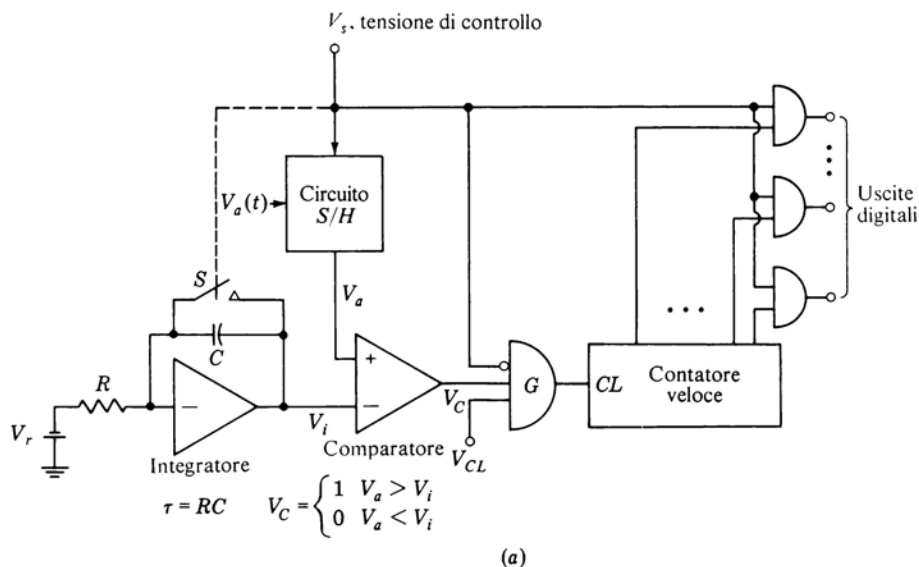 V_s, tensione di controllo
V_a(t)
Circuito
S/H
Uscite
digitali
S
V_a
C
R
+
−
−
V_r
V_i
V_C
G
CL
Contatore
veloce
V_CL
Integratore
Comparatore
τ = RC
V_C = { 1 V_a > V_i
0 V_a < V_i
(a)